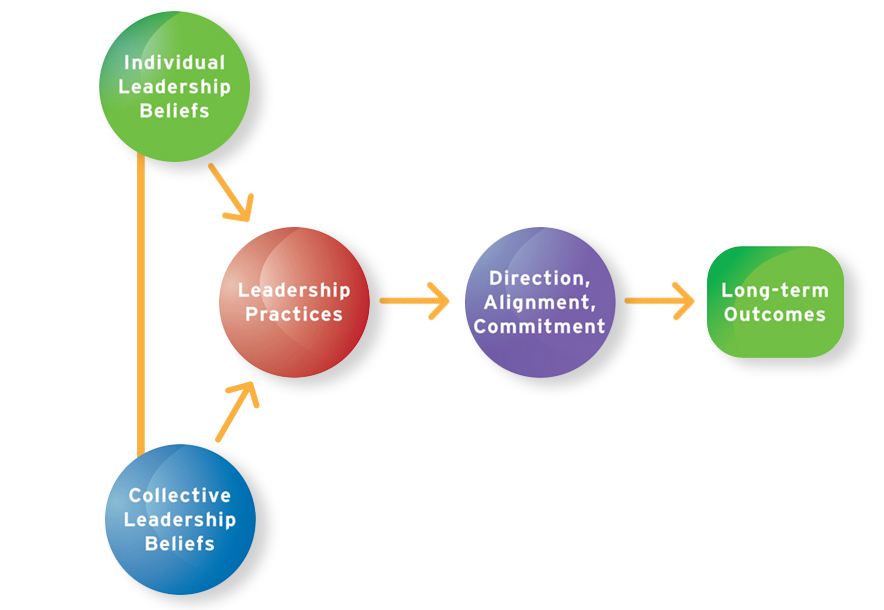 Individual
Leadership
Beliefs
Leadership
Practices
Direction,
Alignment,
Commitment
Long-term
Outcomes
Collective
Leadership
Beliefs